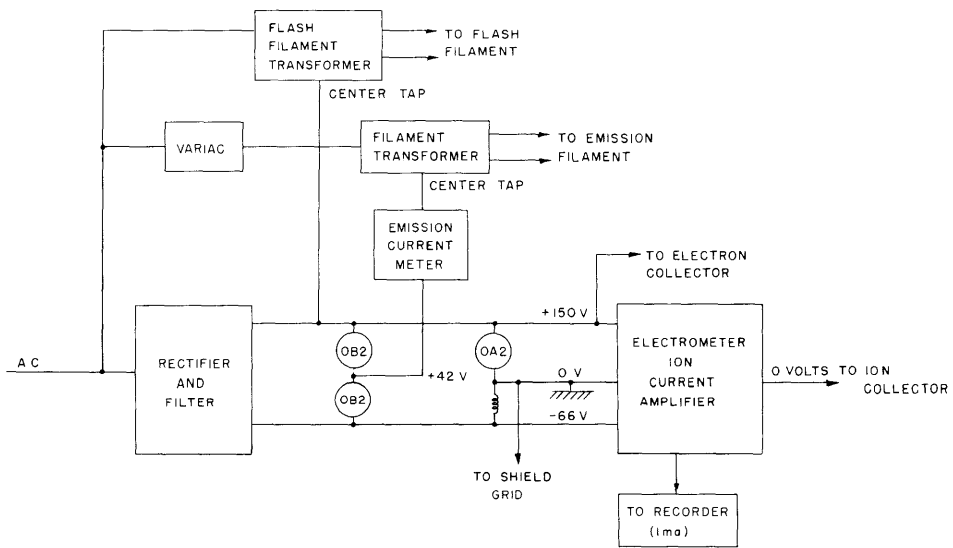 FLASH
FILAMENT
TRANSFORMER
TO FLASH
FILAMENT
CENTER TAP
VARIAC
FILAMENT
TRANSFORMER
TO EMISSION
FILAMENT
CENTER TAP
EMISSION
CURRENT
METER
TO ELECTRON
COLLECTOR
+150 V
AC
RECTIFIER
AND
FILTER
OB2
OA2
+42 V
OB2
0 V
-66 V
ELECTROMETER
ION
CURRENT
AMPLIFIER
0 VOLTS TO ION
COLLECTOR
TO SHIELD
GRID
TO RECORDER
(1ma)